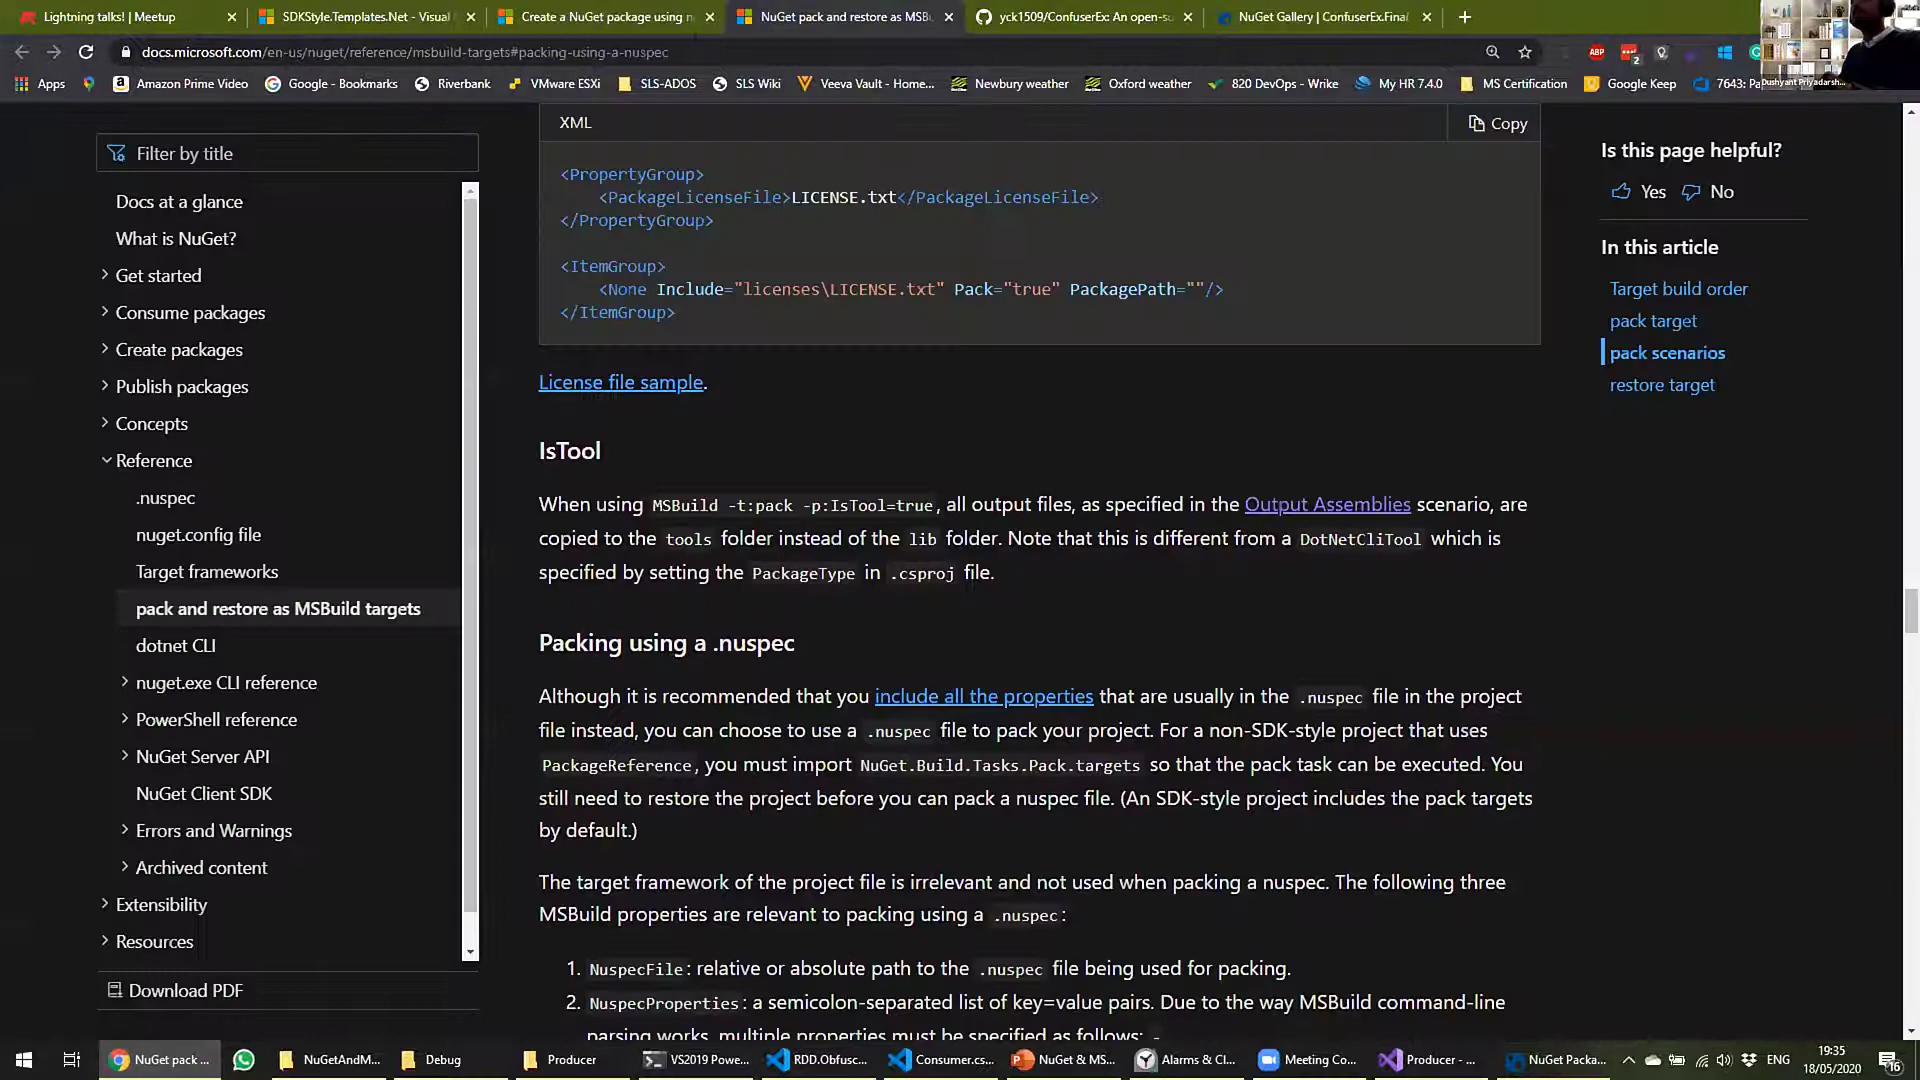 Lightning talks! | Meetup
SDKStyle.Templates.Net - Visual
Create a NuGet package using n
NuGet pack and restore as MSB
yck1509/ConfuserEx: An open-so
NuGet Gallery | ConfuserEx.Final
docs.microsoft.com/en-us/nuget/reference/msbuild-targets#packing-using-a-nuspec
ABP
2
Apps
Amazon Prime Video
Google - Bookmarks
Riverbank
VMware ESXi
SLS-ADOS
SLS Wiki
Veeva Vault - Home...
Newbury weather
Oxford weather
820 DevOps - Wrike
My HR 7.4.0
MS Certification
Google Keep
7643: Pa
Dushyant Priyadarsh...
Filter by title
Docs at a glance
What is NuGet?
Get started
Consume packages
Create packages
Publish packages
Concepts
Reference
.nuspec
nuget.config file
Target frameworks
pack and restore as MSBuild targets
dotnet CLI
nuget.exe CLI reference
PowerShell reference
NuGet Server API
NuGet Client SDK
Errors and Warnings
Archived content
Extensibility
Resources
Download PDF
XML
Copy
<PropertyGroup>
<PackageLicenseFile>LICENSE.txt</PackageLicenseFile>
</PropertyGroup>
<ItemGroup>
<None Include="licenses\LICENSE.txt" Pack="true" PackagePath=""/>
</ItemGroup>
License file sample.
IsTool
When using MSBuild -t:pack -p:IsTool=true, all output files, as specified in the Output Assemblies scenario, are
copied to the tools folder instead of the lib folder. Note that this is different from a DotNetCliTool which is
specified by setting the PackageType in .csproj file.
Packing using a .nuspec
Although it is recommended that you include all the properties that are usually in the .nuspec file in the project
file instead, you can choose to use a .nuspec file to pack your project. For a non-SDK-style project that uses
PackageReference, you must import NuGet.Build.Tasks.Pack.targets so that the pack task can be executed. You
still need to restore the project before you can pack a nuspec file. (An SDK-style project includes the pack targets
by default.)
The target framework of the project file is irrelevant and not used when packing a nuspec. The following three
MSBuild properties are relevant to packing using a .nuspec:
1. NuspecFile: relative or absolute path to the .nuspec file being used for packing.
2. NuspecProperties: a semicolon-separated list of key=value pairs. Due to the way MSBuild command-line
parsing works, multiple properties must be specified as follows:
Is this page helpful?
Yes
No
In this article
Target build order
pack target
pack scenarios
restore target
NuGet pack ...
NuGetAndM...
Debug
Producer
VS2019 Powe...
RDD.Obfusc...
Consumer.cs...
NuGet & MS...
Alarms & Cl...
Meeting Co...
Producer - ...
NuGet Packa...
ENG
19:35
18/05/2020
16